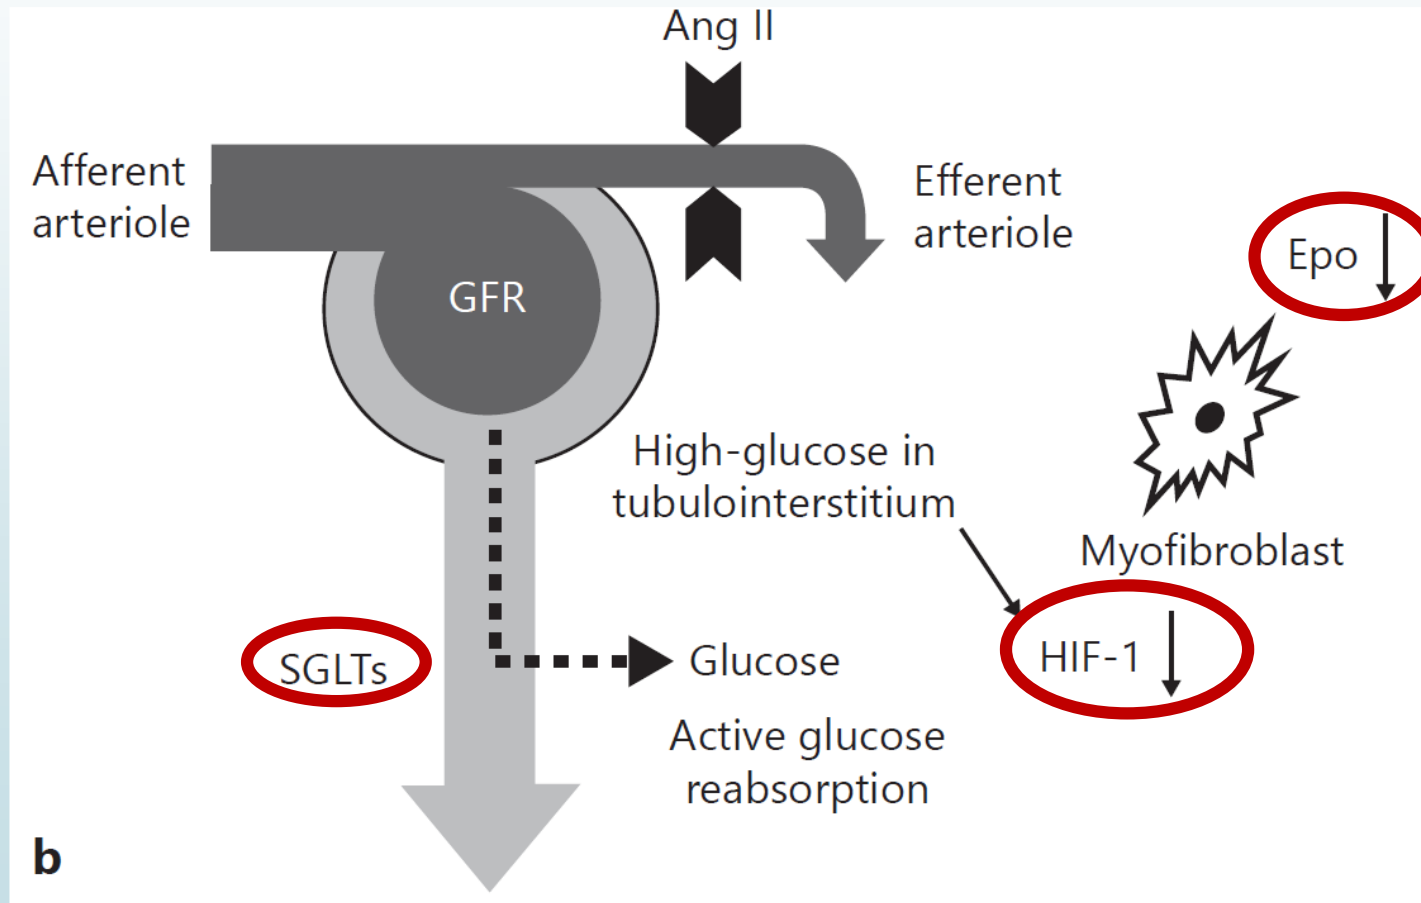 Ang II
Afferent
arteriole
Efferent
arteriole
Epo
GFR
High-glucose in
tubulointerstitium
Myofibroblast
SGLTs
Glucose
HIF-1
Active glucose
reabsorption
b